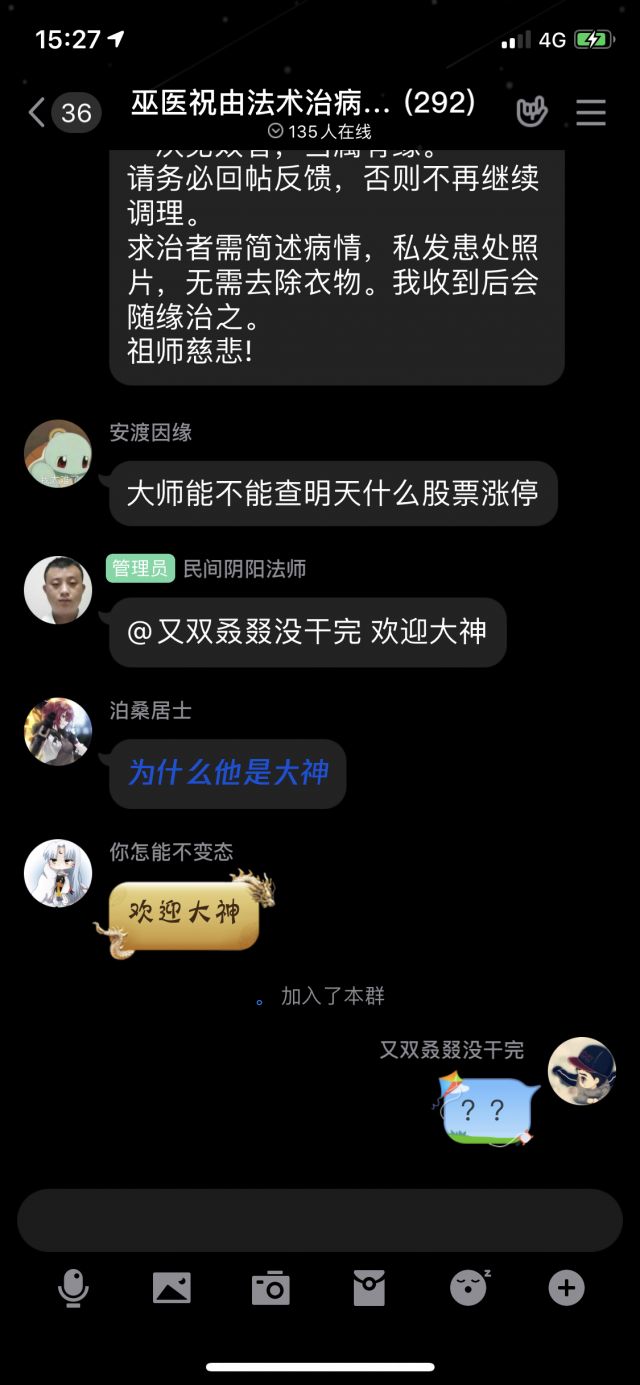 15:27
4G
36
巫医祝由法术治病... (292)
135人在线
请务必回帖反馈，否则不再继续
调理。
求治者需简述病情，私发患处照
片，无需去除衣物。我收到后会
随缘治之。
祖师慈悲!
安渡因缘
大师能不能查明天什么股票涨停
管理员 民间阴阳法师
@又双叒叕没干完 欢迎大神
泊桑居士
为什么他是大神
你怎能不变态
欢迎大神
。 加入了本群
又双叒叕没干完
？？